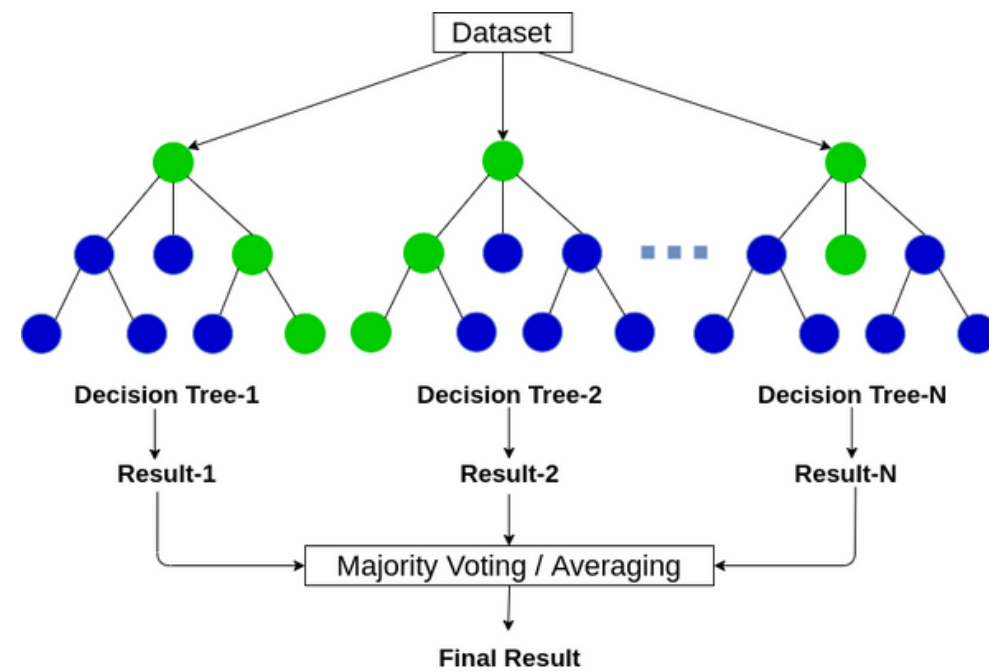 Dataset
Decision Tree-1
Decision Tree-2
Decision Tree-N
Result-1
Result-2
Result-N
Majority Voting / Averaging
Final Result